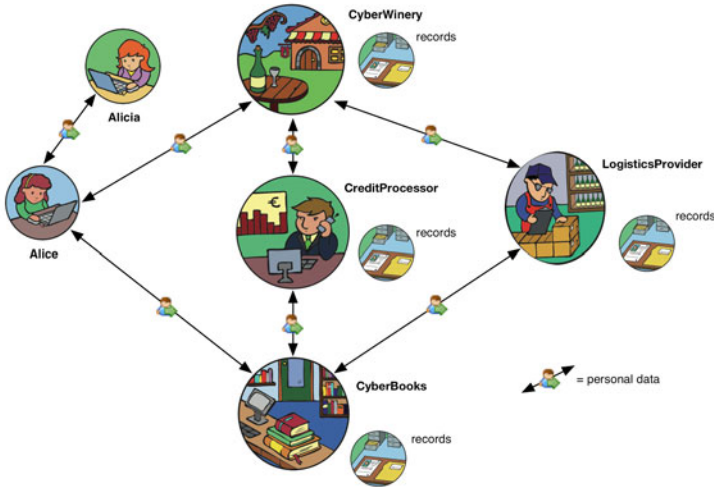 CyberWinery
records
Alicia
CreditProcessor
LogisticsProvider
records
records
Alice
€
CyberBooks
= personal data
records